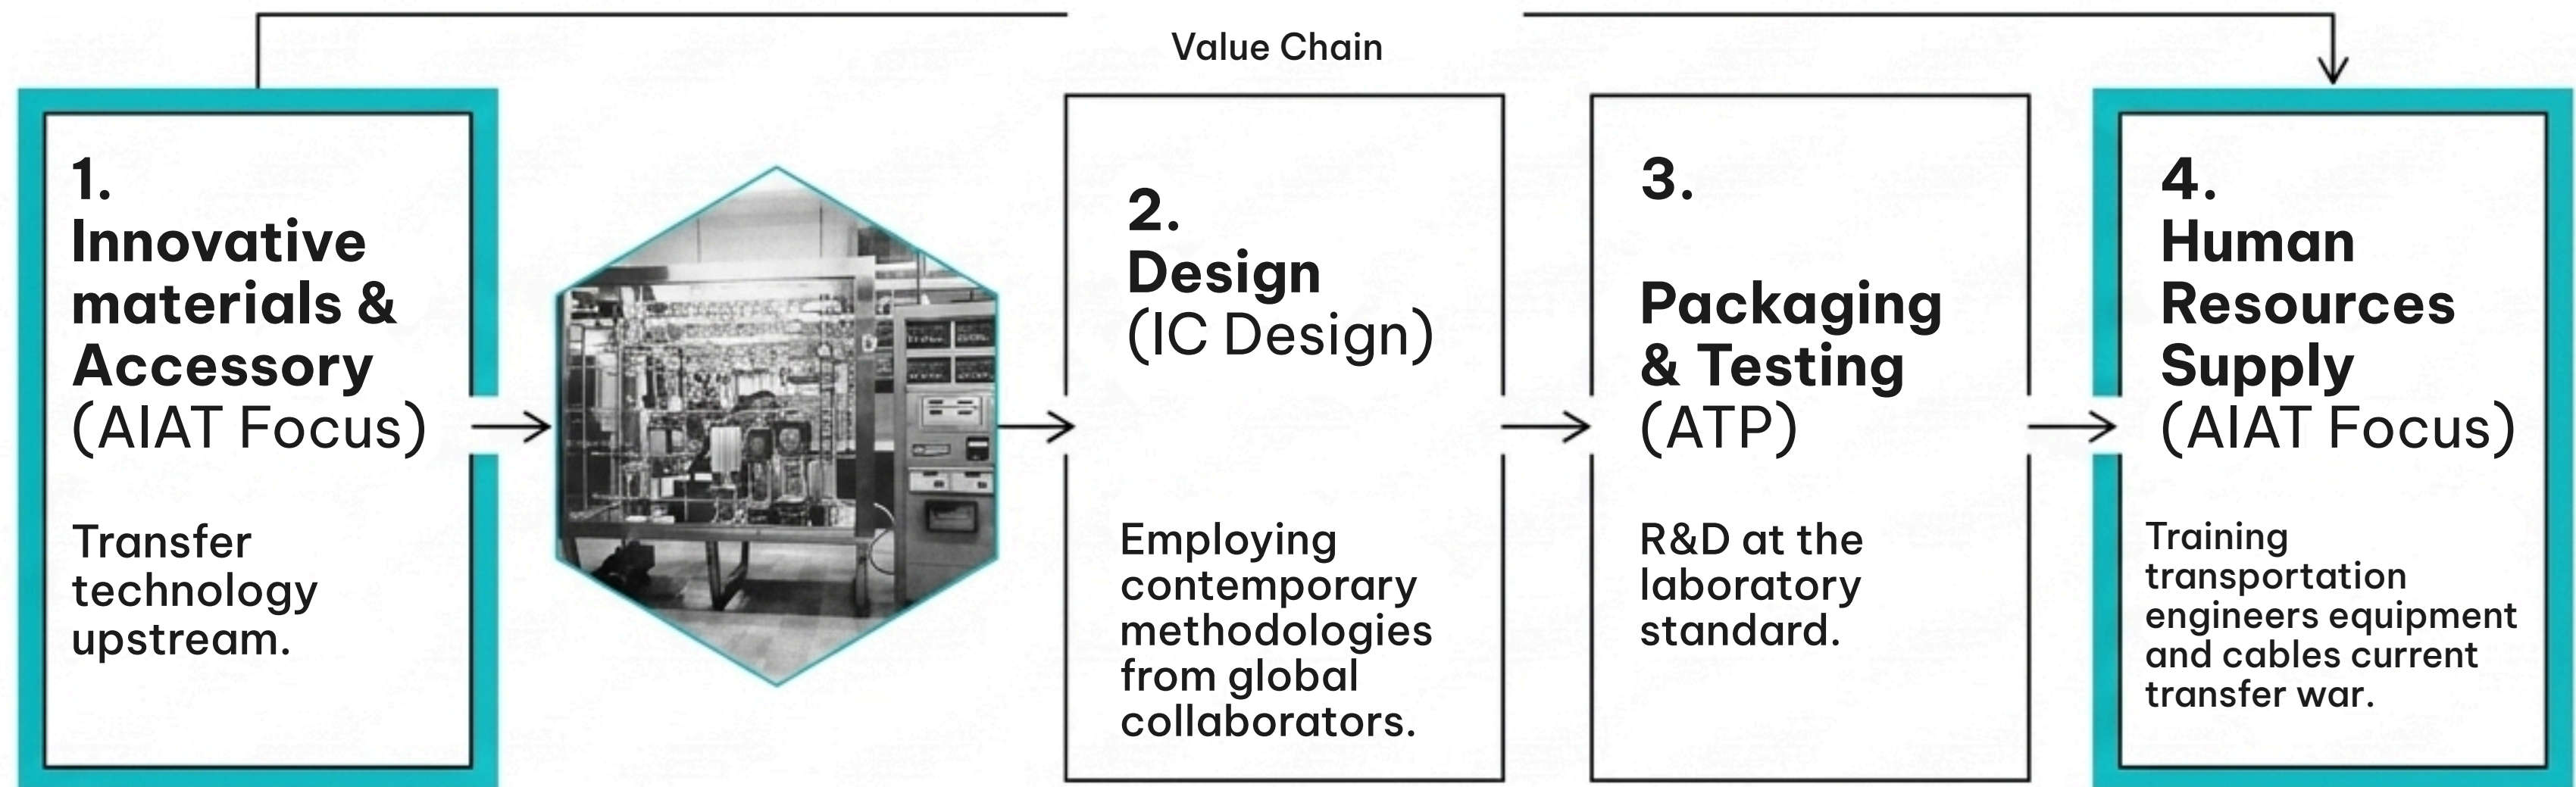 Value Chain
1.
Innovative
materials &
Accessory
(AIAT Focus)
Transfer
technology
upstream.
2.
Design
(IC Design)
Employing
contemporary
methodologies
from global
collaborators.
3.
Packaging
& Testing
(ATP)
R&D at the
laboratory
standard.
4.
Human
Resources
Supply
(AIAT Focus)
Training
transportation
engineers equipment
and cables current
transfer war.